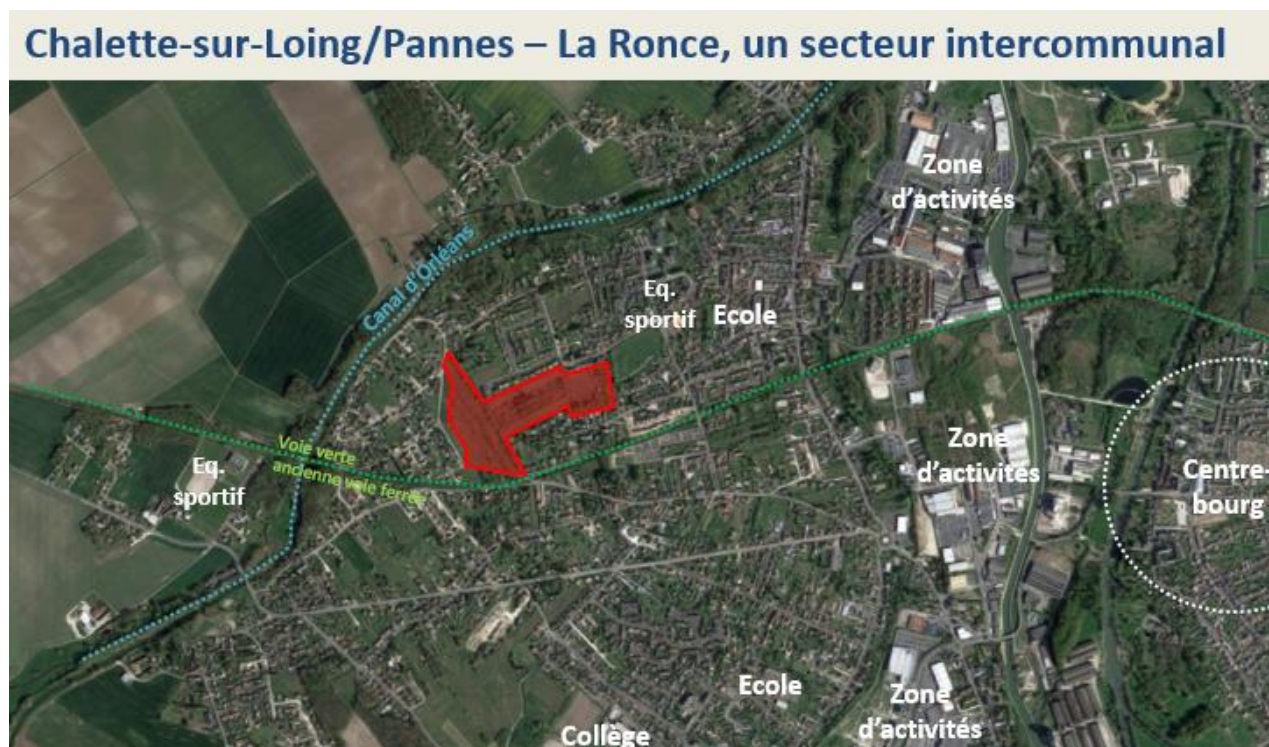 Chalette-sur-Loing/Pannes – La Ronce, un secteur intercommunal
Zone
d'activités
Canal d'Orléans
Eq.
sportif
Ecole
Voie verte
ancienne voie ferrée
Eq.
sportif
Zone
d'activités
Centre-
bourg
Ecole
Zone
d'activités
Collège